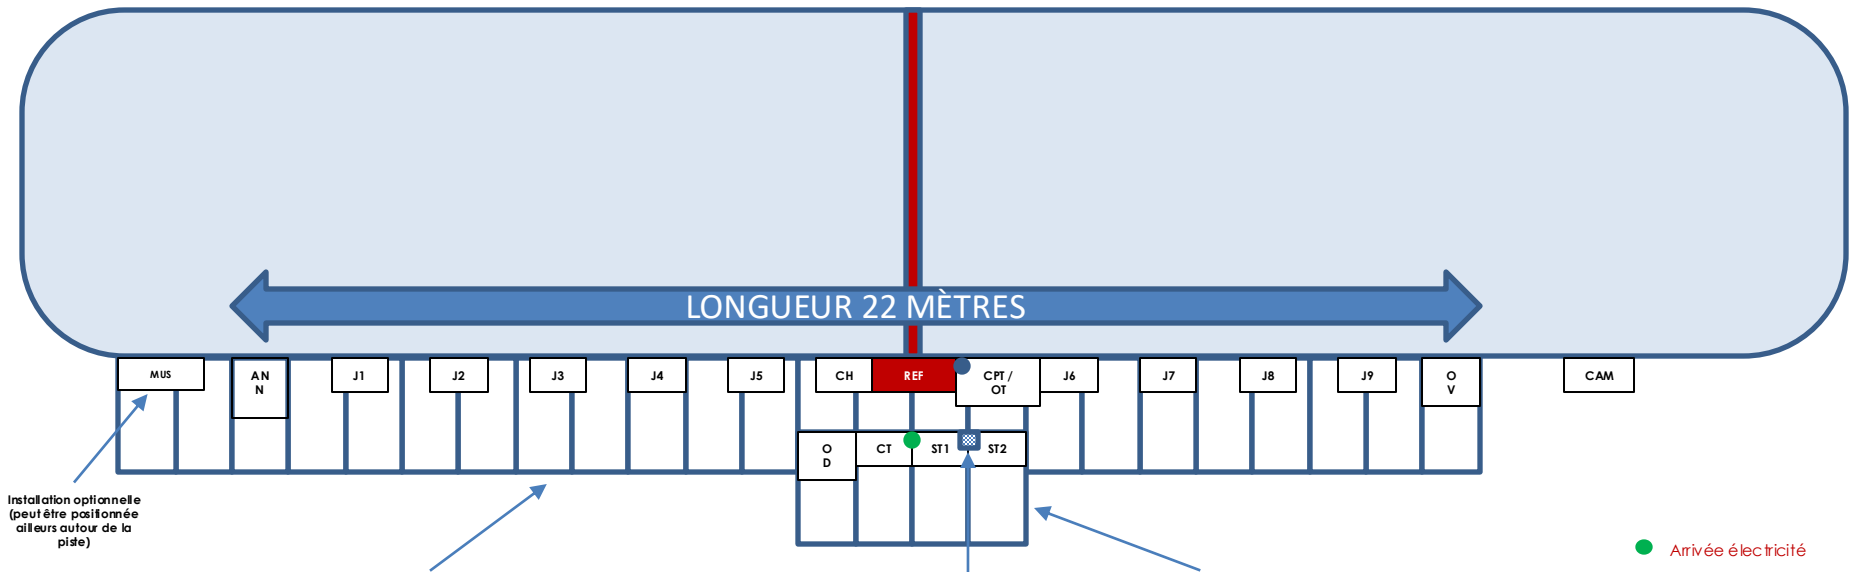 LONGUEUR 22 MÈTRES
MUS
AN
N
J1
J2
J3
J4
J5
CH
REF
CPT /
OT
J6
J7
J8
J9
O
V
CAM
O
D
CT
ST1
ST2
Installation optionnelle
(peut être positionnée
ailleurs autour de la
piste)
Arrivée électricité